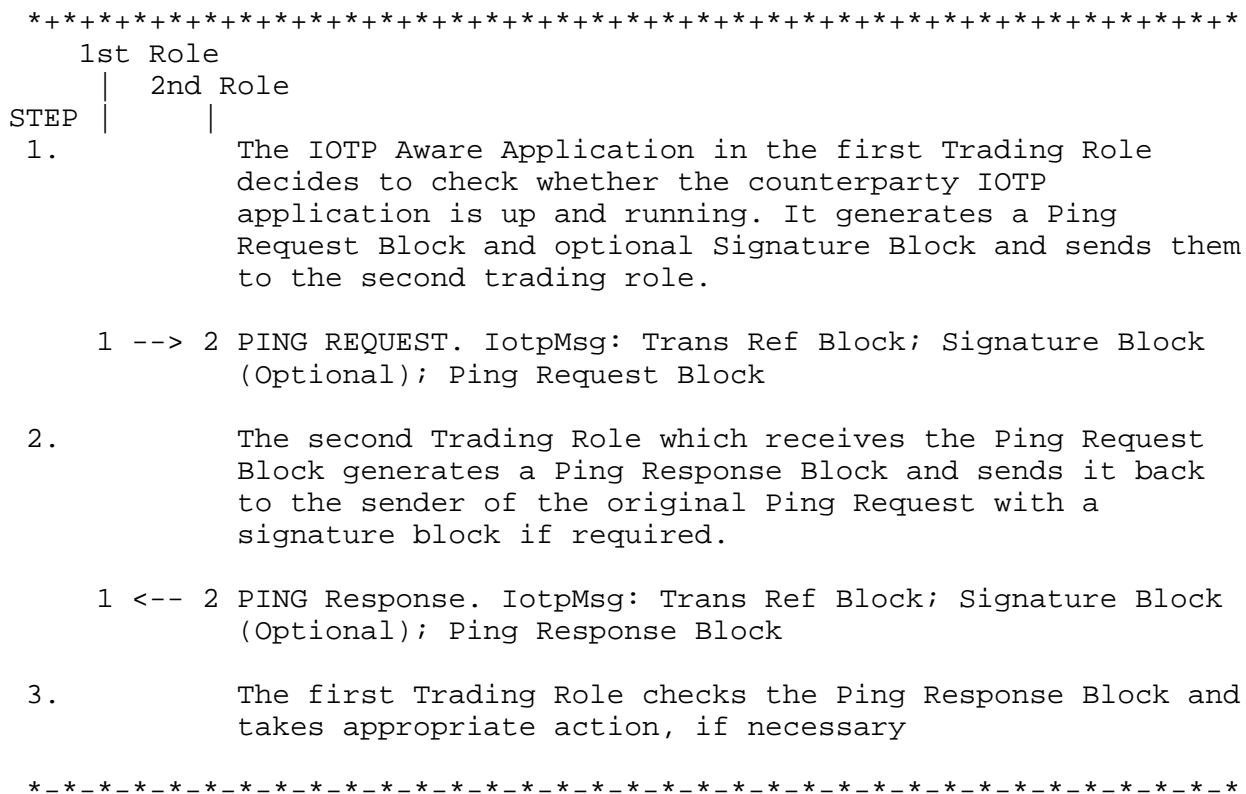 *+*+*+*+*+*+*+*+*+*+*+*+*+*+*+*+*+*+*+*+*+*+*+*+*+*+*+*+*+*+*+*+*+*+*
1st Role
| 2nd Role
STEP | |
1. The IOTP Aware Application in the first Trading Role
decides to check whether the counterparty IOTP
application is up and running. It generates a Ping
Request Block and optional Signature Block and sends them
to the second trading role.
1 --> 2 PING REQUEST. IotpMsg: Trans Ref Block; Signature Block
(Optional); Ping Request Block
2. The second Trading Role which receives the Ping Request
Block generates a Ping Response Block and sends it back
to the sender of the original Ping Request with a
signature block if required.
1 <-- 2 PING Response. IotpMsg: Trans Ref Block; Signature Block
(Optional); Ping Response Block
3. The first Trading Role checks the Ping Response Block and
takes appropriate action, if necessary
*-*-*-*-*-*-*-*-*-*-*-*-*-*-*-*-*-*-*-*-*-*-*-*-*-*-*-*-*-*-*-*-*-*-*